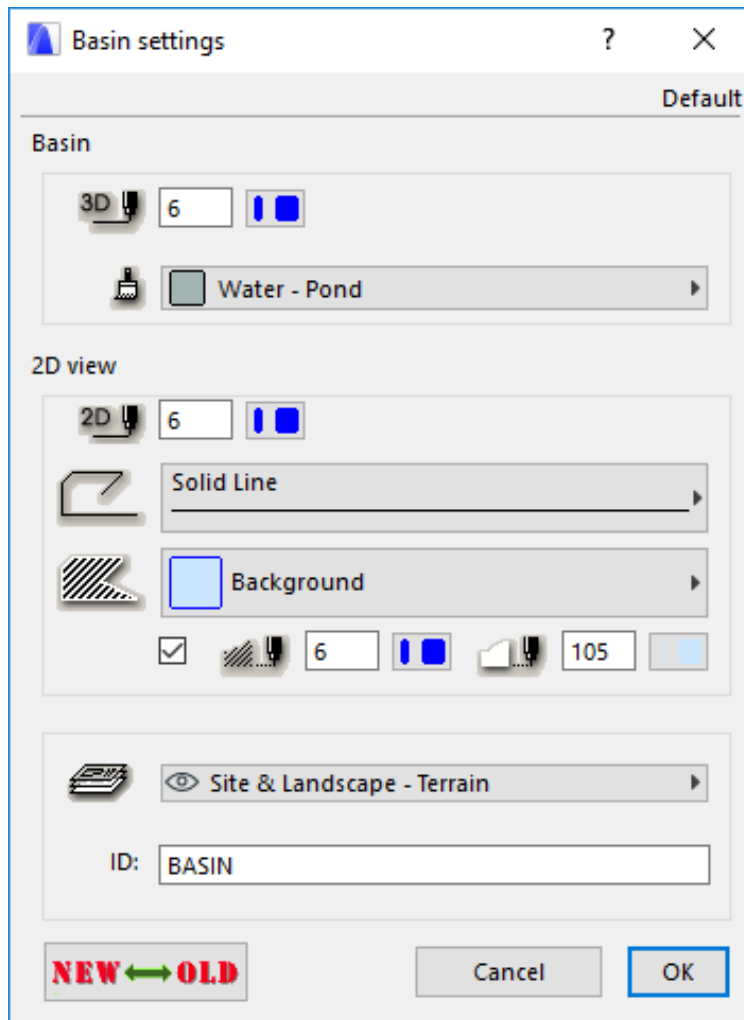 Basin settings ?
Default
Basin
3D 6
Water - Pond
2D view
2D 6
Solid Line
Background
6 105
Site & Landscape - Terrain
ID: BASIN
NEW OLD Cancel OK